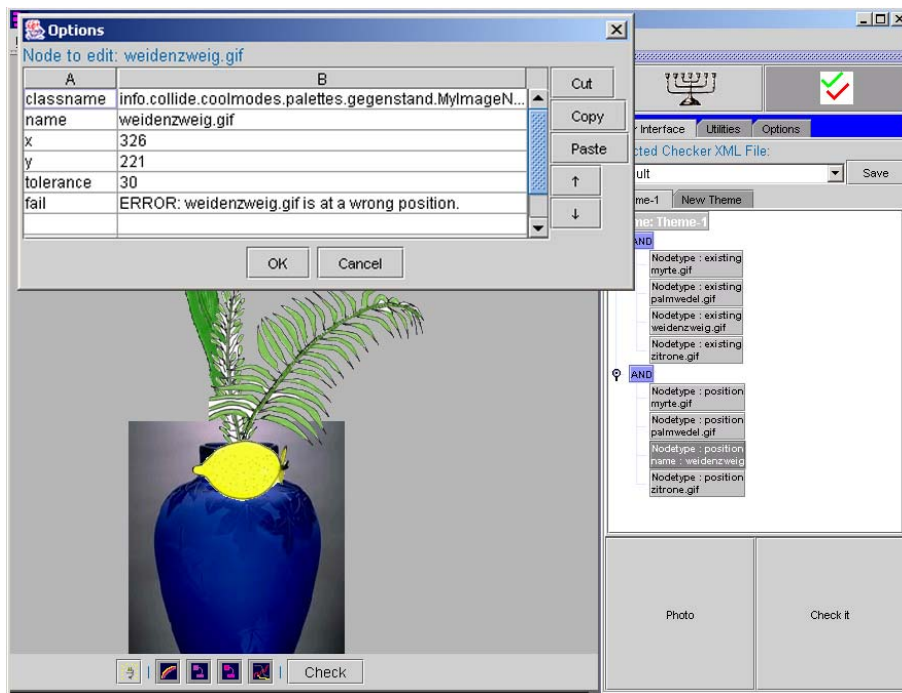 Options
Node to edit: weidenzweig.gif
A B
classname info.collide.coolmodes.palettes.gegenstand.MyImageN...
name weidenzweig.gif
x 326
y 221
tolerance 30
fail ERROR: weidenzweig.gif is at a wrong position.
Cut
Copy
Paste
↑
↓
OK Cancel
Interface Utilities Options
cted Checker XML File:
ult Save
me-1 New Theme
me: Theme-1
AND
Nodetype : existing
myrte.gif
Nodetype : existing
palmwedel.gif
Nodetype : existing
weidenzweig.gif
Nodetype : existing
zitrone.gif
AND
Nodetype : position
myrte.gif
Nodetype : position
palmwedel.gif
Nodetype : position
name : weidenzweig
Nodetype : position
zitrone.gif
Photo Check it
Check